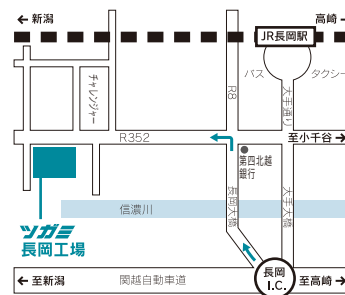 ← 新潟
高崎 →
JR長岡駅
バス
タクシー
チャレンジャー
R8
大手通り
R352
至小千谷 →
第四北越
銀行
長岡大橋
大手大橋
信濃川
ツガミ
長岡工場
← 至新潟
関越自動車道
長岡
I.C.
至高崎 →